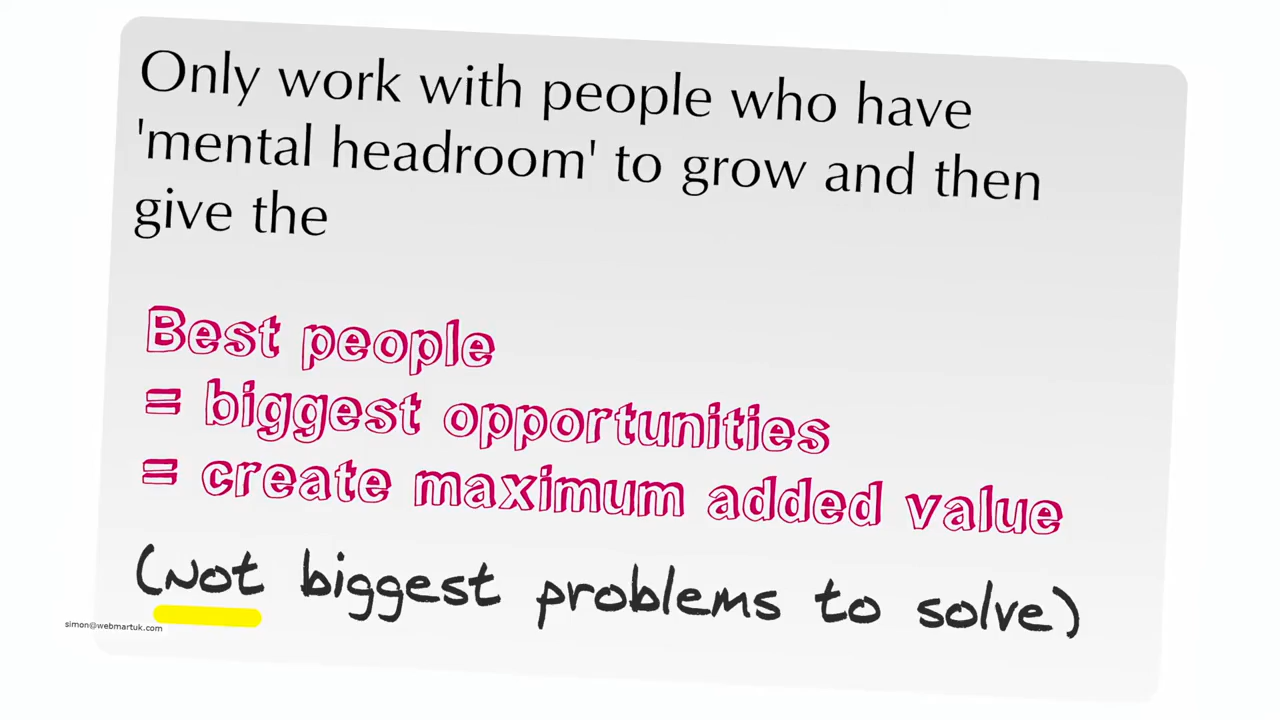 Only work with people who have
'mental headroom' to grow and then
give the
Best people
= biggest opportunities
= create maximum added value
(Not biggest problems to solve)
simon@webmartuk.com